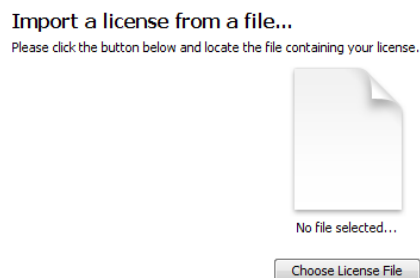 Import a license from a file...
Please click the button below and locate the file containing your license.
No file selected...
Choose License File